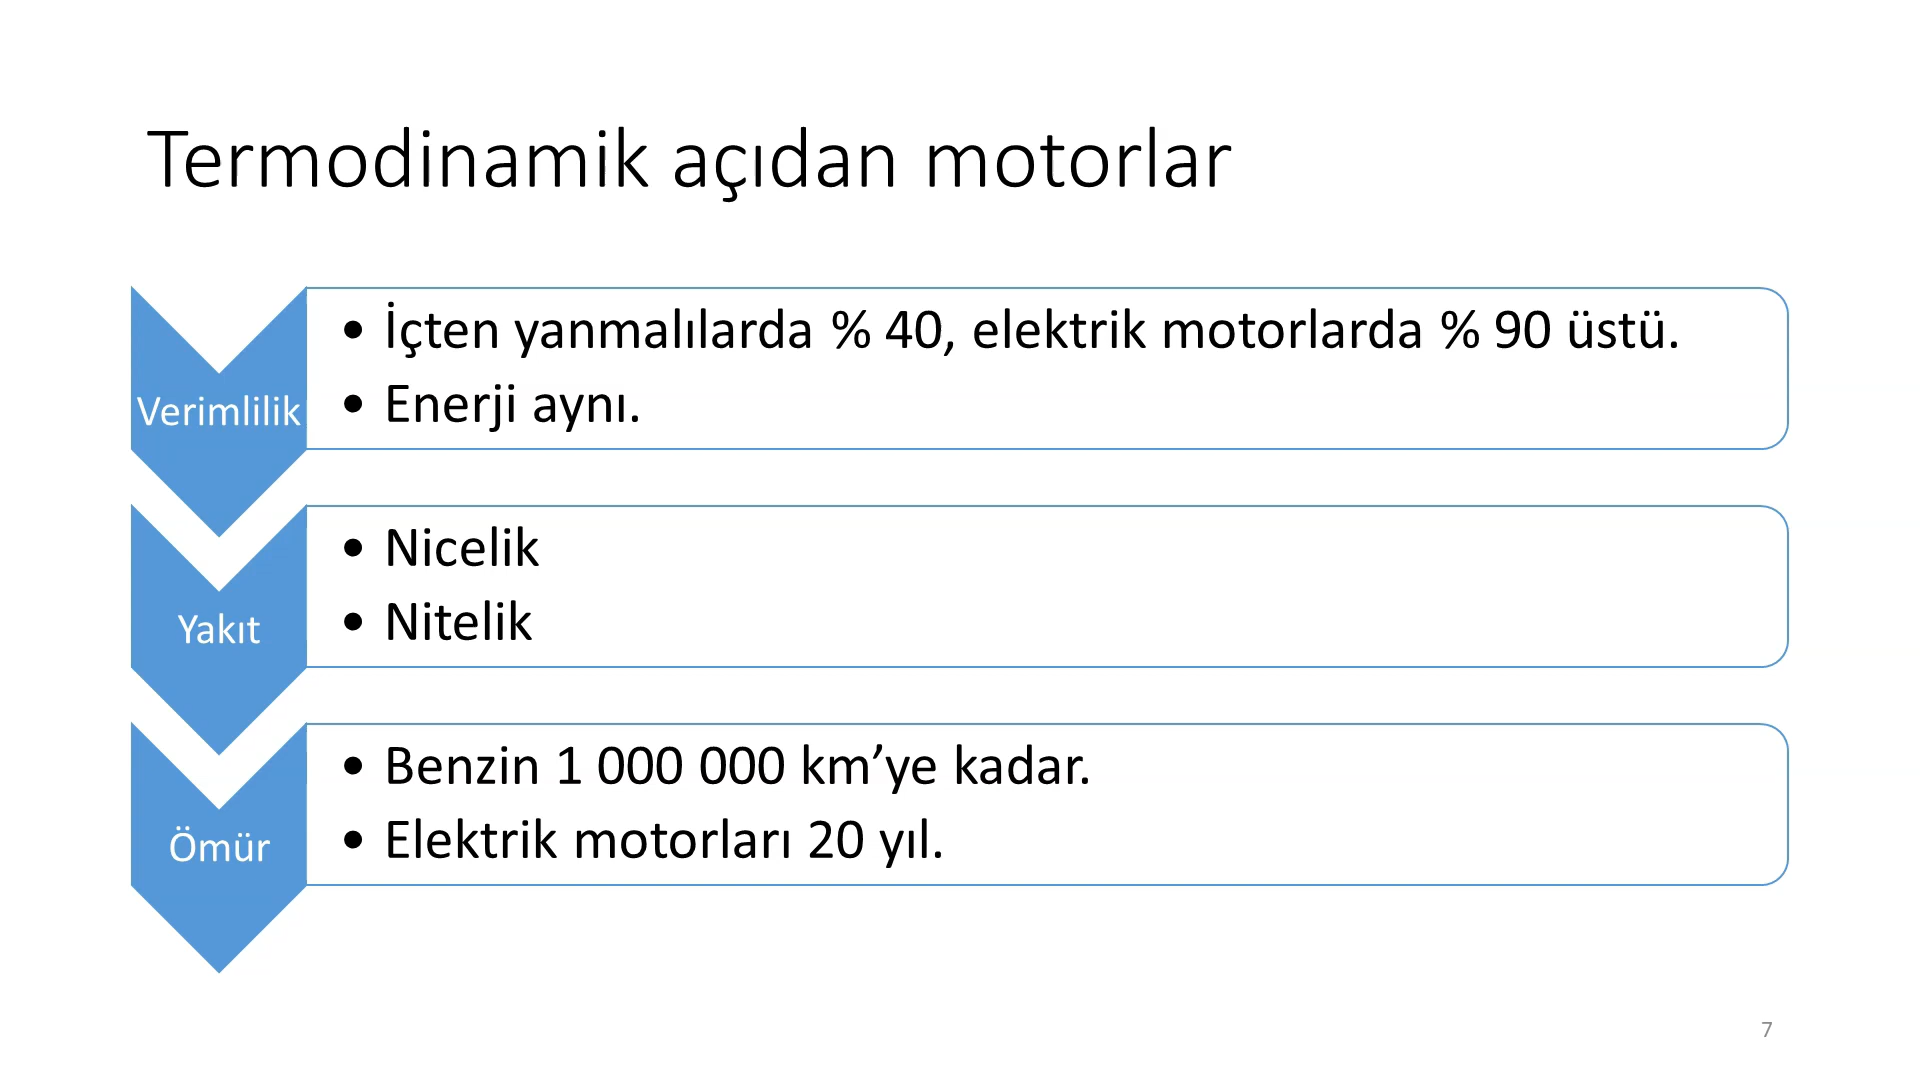 Termodinamik açıdan motorlar
Verimlilik
• İçten yanmalılarda % 40, elektrik motorlarda % 90 üstü.
• Enerji aynı.
Yakıt
• Nicelik
• Nitelik
Ömür
• Benzin 1 000 000 km’ye kadar.
• Elektrik motorları 20 yıl.
7